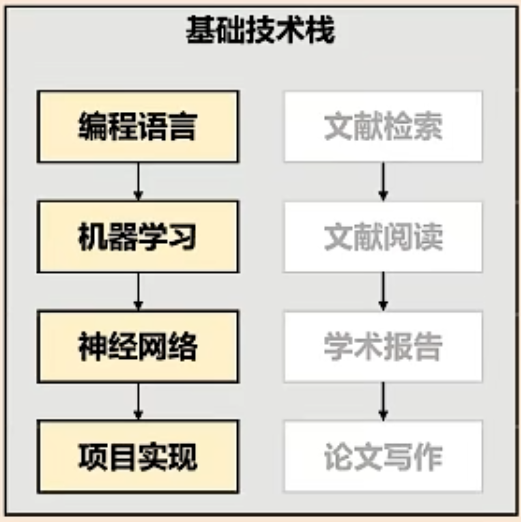 基础技术栈
编程语言
文献检索
机器学习
文献阅读
神经网络
学术报告
项目实现
论文写作